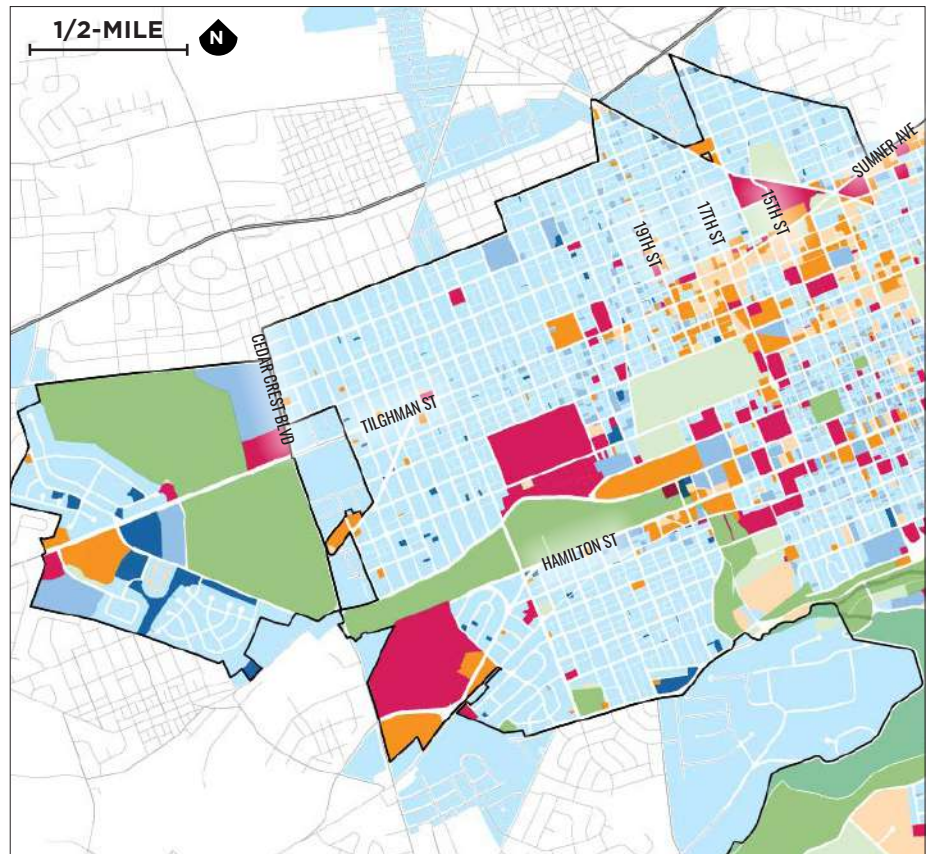 1/2-MILE
N
SUMNER AVE
15TH ST
17TH ST
19TH ST
CEDAR CREST BLVD
TILGHMAN ST
HAMILTON ST